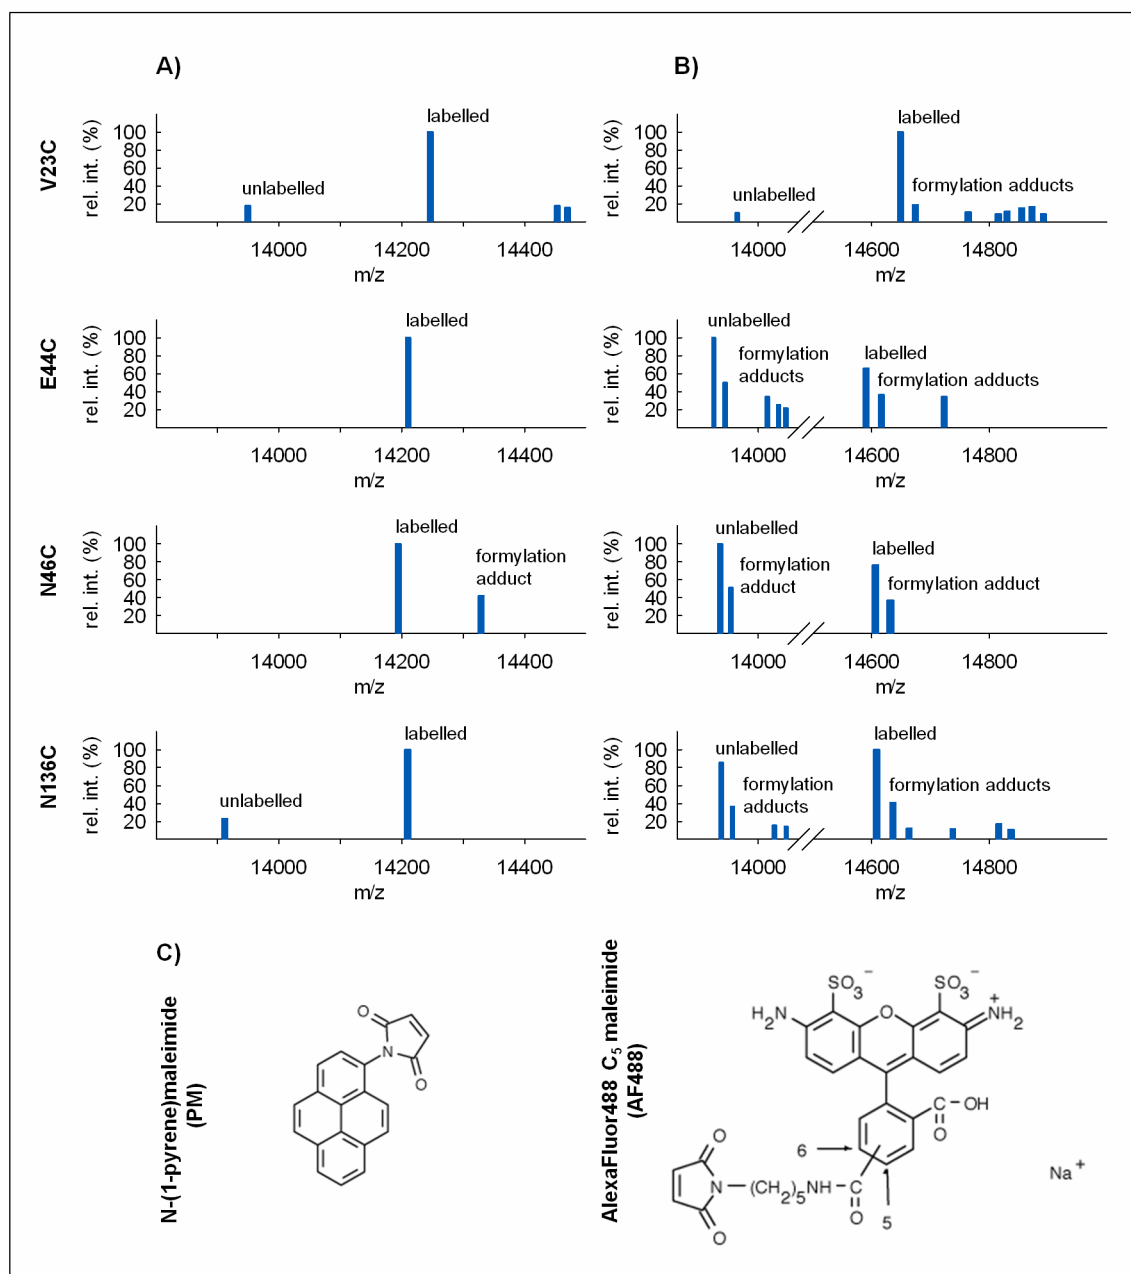 A)
B)
V23C
rel. int. (%)
100
80
60
40
20
unlabelled
labelled
14000
14200
14400
m/z
rel. int. (%)
100
80
60
40
20
unlabelled
labelled
formylation adducts
14000
14600
14800
m/z
E44C
rel. int. (%)
100
80
60
40
20
labelled
14000
14200
14400
m/z
rel. int. (%)
100
80
60
40
20
unlabelled
formylation
adducts
labelled
formylation adducts
14000
14600
14800
m/z
N46C
rel. int. (%)
100
80
60
40
20
labelled
formylation
adduct
14000
14200
14400
m/z
rel. int. (%)
100
80
60
40
20
unlabelled
formylation
adduct
labelled
formylation adduct
14000
14600
14800
m/z
N136C
rel. int. (%)
100
80
60
40
20
unlabelled
labelled
14000
14200
14400
m/z
rel. int. (%)
100
80
60
40
20
unlabelled
formylation
adducts
labelled
formylation adducts
14000
14600
14800
m/z
C)
N-(1-pyrene)maleimide
(PM)
O
N
O
AlexaFluor488 C5 maleimide
(AF488)
SO3−
SO3−
H2N
O
NH2
+
C–OH
O
6
O
N–(CH2)5NH–C
O
O
5
Na+